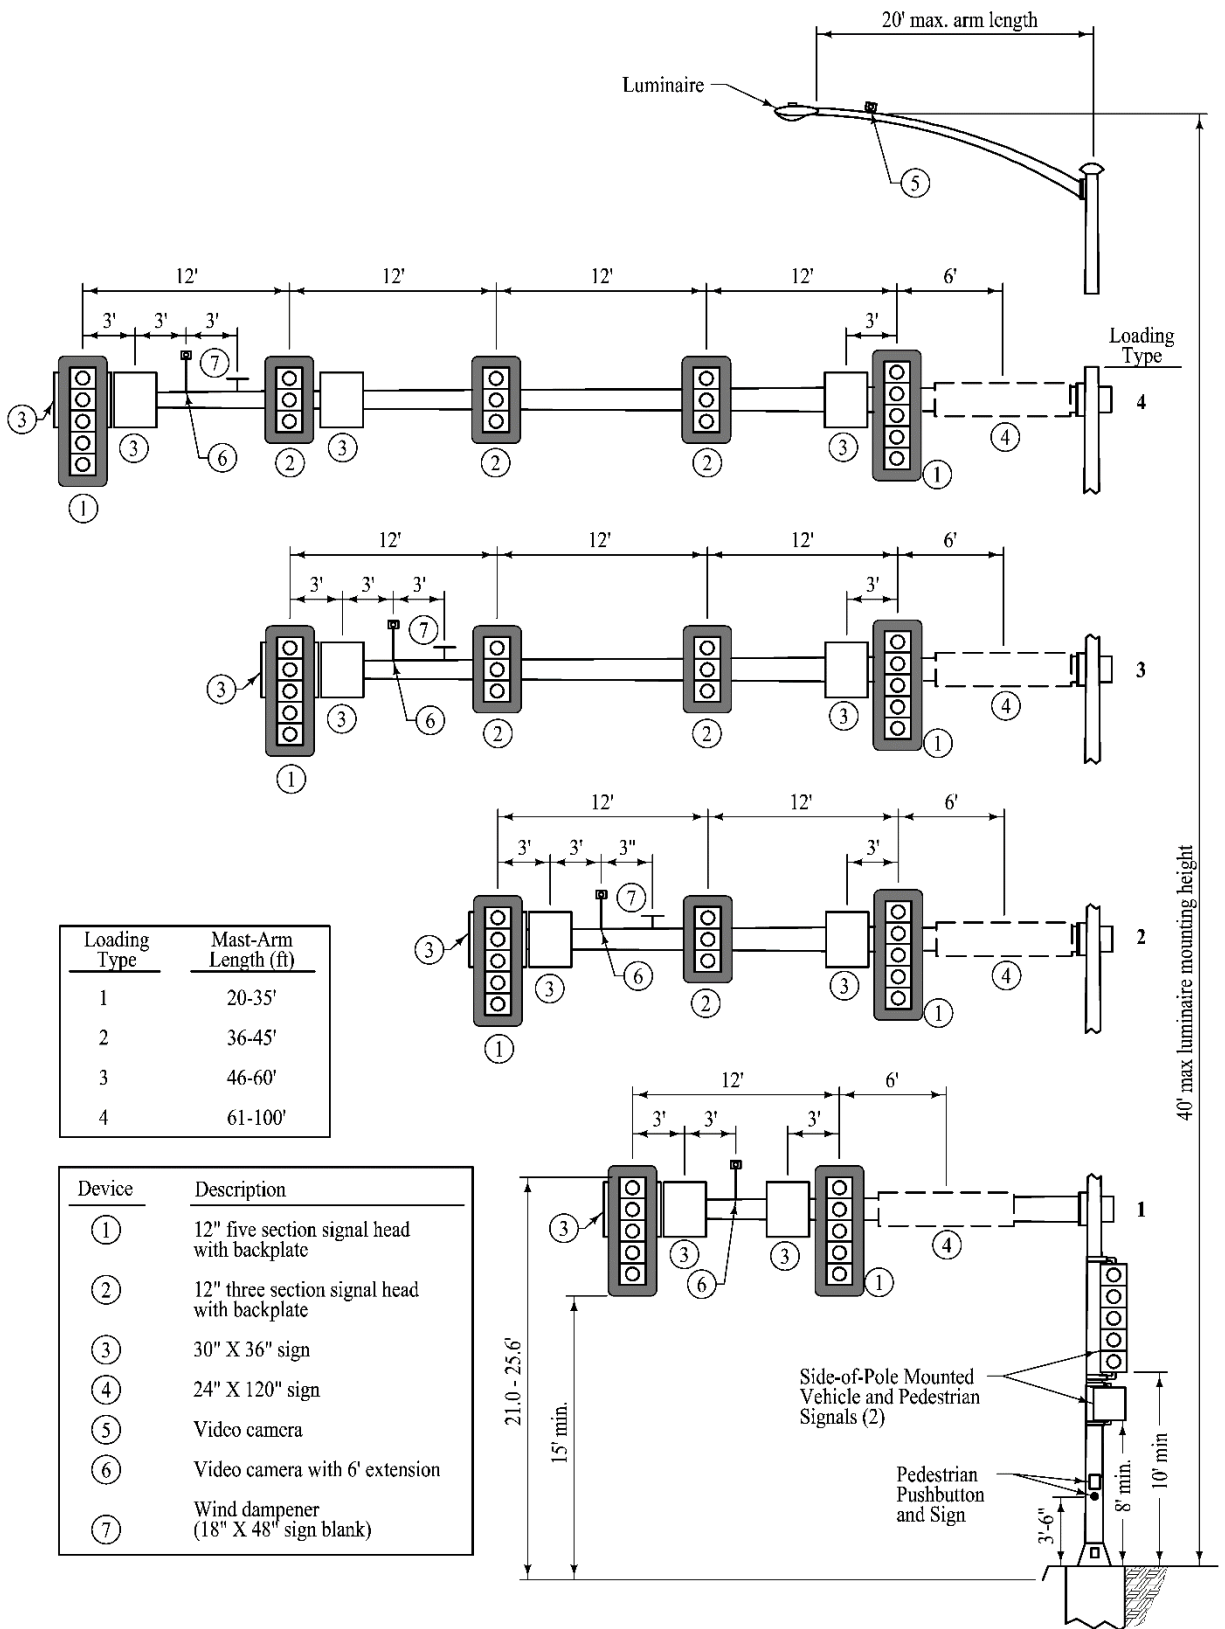 20' max. arm length
Luminaire
5
12' 12' 12' 12' 6'
3' 3' 3' 3'
Loading
Type
7
3 3 6 2 3 2 2 3 1 4 4
1
12' 12' 12' 6'
3' 3' 3' 3'
7
3 3 6 2 2 3 1 4 3
1
12' 12' 6'
3' 3' 3" 3'
7
3 3 6 2 3 1 4 2
1
40' max luminaire mounting height
Loading
Type
Mast-Arm
Length (ft)
1 20-35'
2 36-45'
3 46-60'
4 61-100'
12' 6'
3' 3' 3'
3 3 6 3 1 4 1
21.0 - 25.6'
15' min.
Device Description
1 12" five section signal head
with backplate
2 12" three section signal head
with backplate
3 30" X 36" sign
4 24" X 120" sign
5 Video camera
6 Video camera with 6' extension
7 Wind dampener
(18" X 48" sign blank)
Side-of-Pole Mounted
Vehicle and Pedestrian
Signals (2)
Pedestrian
Pushbutton
and Sign
3'-6"
8' min.
10' min